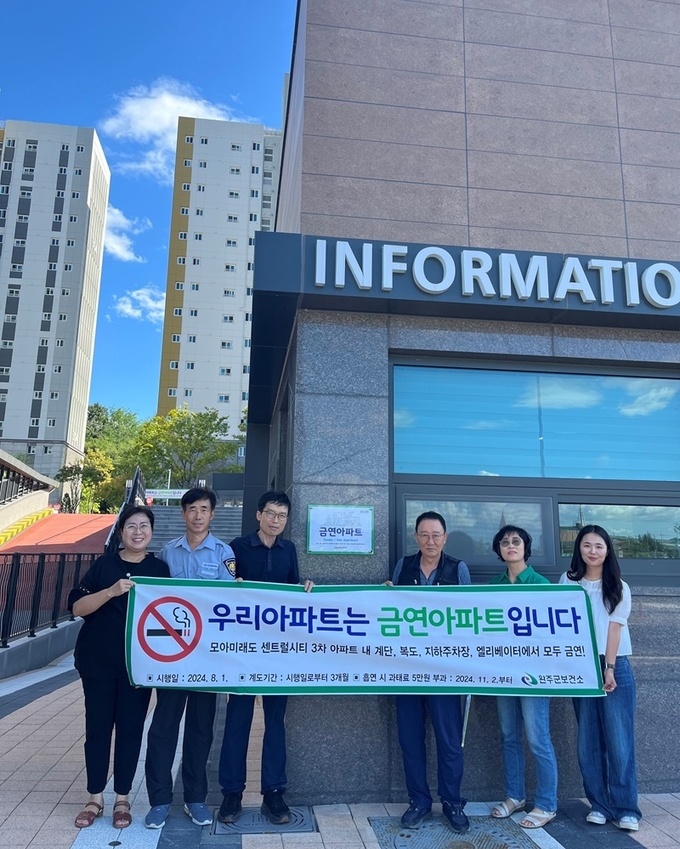 INFORMATIO
금연아파트
우리아파트는 금연아파트입니다
모아미래도 센트럴시티 3차 아파트 내 계단, 복도, 지하주차장, 엘리베이터에서 모두 금연!
■ 시행일 : 2024. 8. 1. ■ 계도기간 : 시행일로부터 3개월 ■ 흡연 시 과태료 5만원 부과 : 2024. 11. 2.부터 완주군보건소